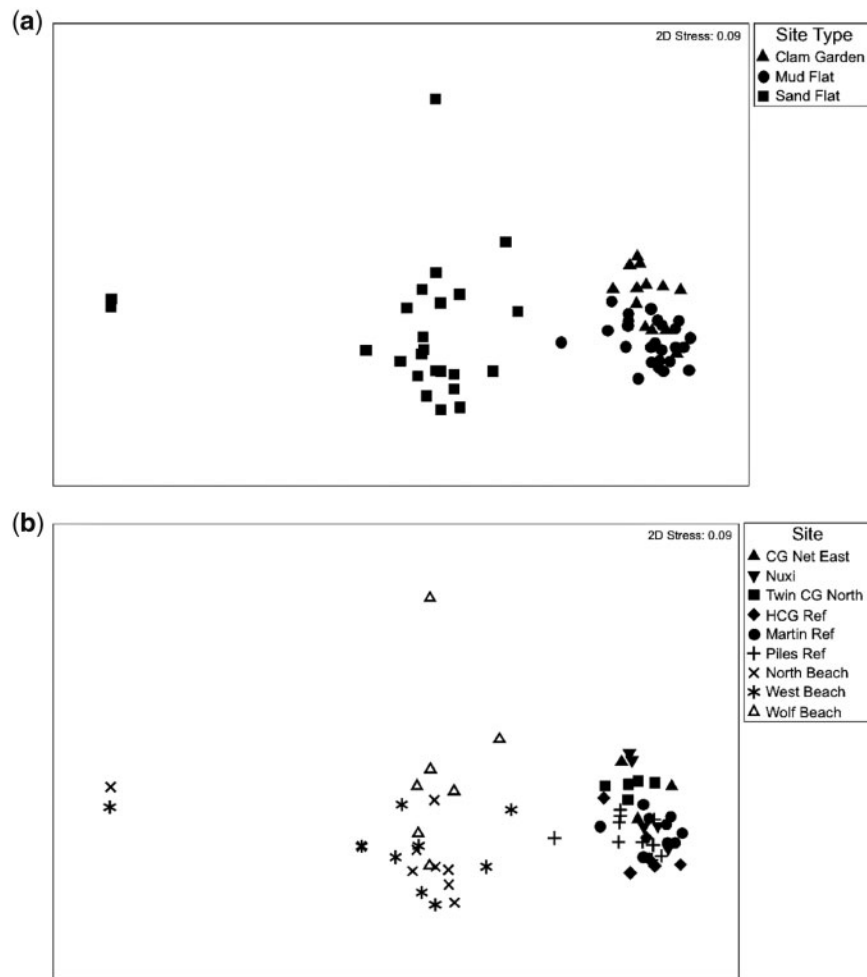 (a)
2D Stress: 0.09
Site Type
Clam Garden
Mud Flat
Sand Flat
(b)
2D Stress: 0.09
Site
CG Net East
Nuxi
Twin CG North
HCG Ref
Martin Ref
Piles Ref
North Beach
West Beach
Wolf Beach